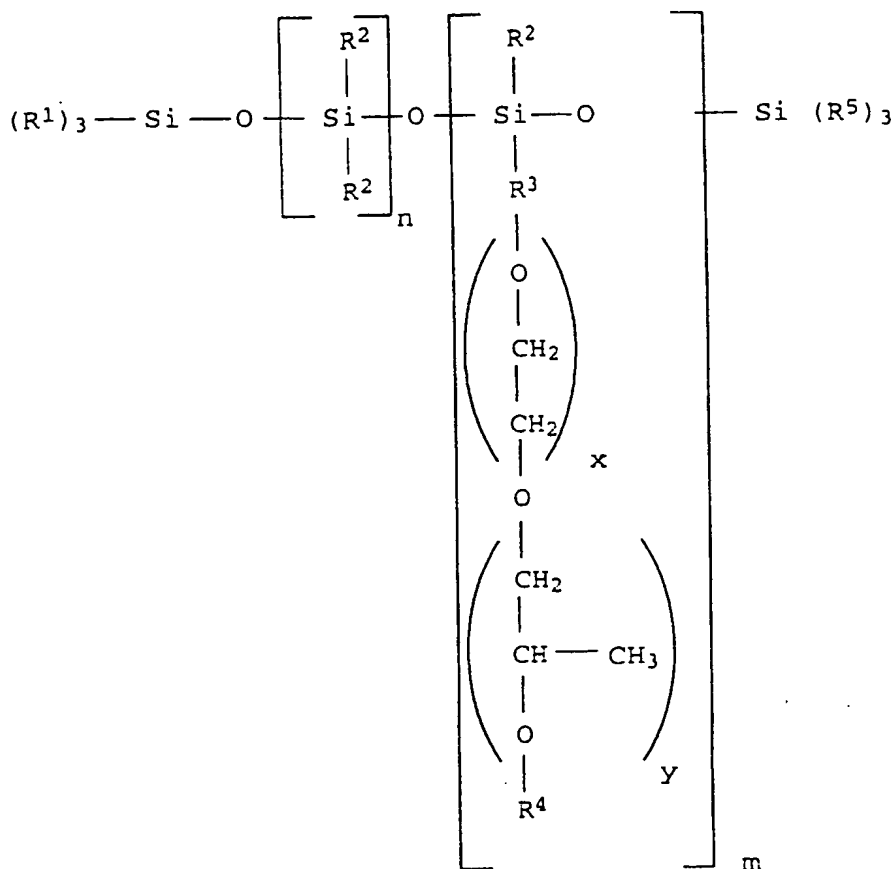 R² R²
(R¹)₃—Si—O—Si—O—Si—O—Si (R⁵)₃
R² R³
n
O
CH₂
CH₂
x
O
CH₂
CH—CH₃
O
y
R⁴
m